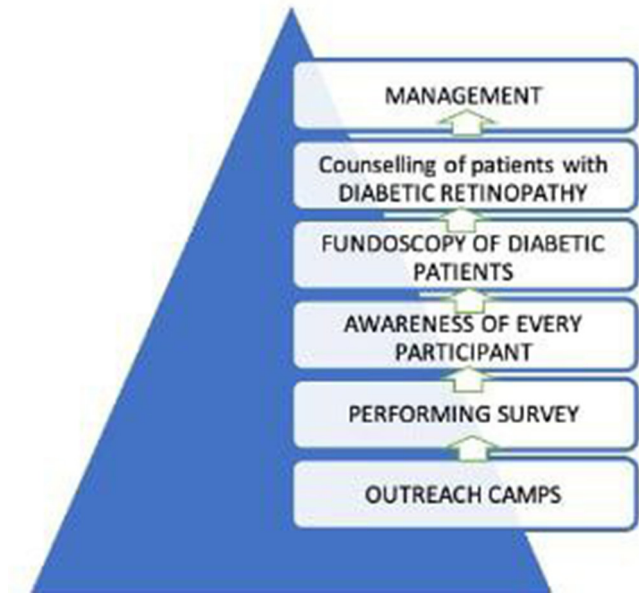 MANAGEMENT
Counselling of patients with
DIABETIC RETINOPATHY
FUNDOSCOPY OF DIABETIC
PATIENTS
AWARENESS OF EVERY
PARTICIPANT
PERFORMING SURVEY
OUTREACH CAMPS